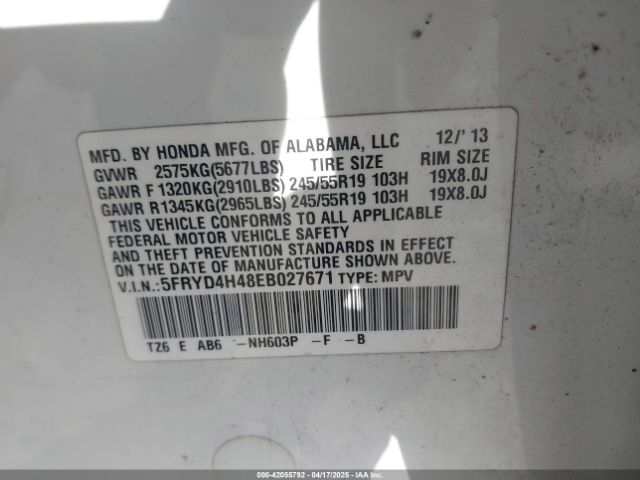 MFD. BY HONDA MFG. OF ALABAMA, LLC 12/'13
GVWR 2575KG(5677LBS) TIRE SIZE RIM SIZE
GAWR F 1320KG(2910LBS) 245/55R19 103H 19X8.0J
GAWR R1345KG(2965LBS) 245/55R19 103H 19X8.0J
THIS VEHICLE CONFORMS TO ALL APPLICABLE
FEDERAL MOTOR VEHICLE SAFETY
AND THEFT PREVENTION STANDARDS IN EFFECT
ON THE DATE OF MANUFACTURE SHOWN ABOVE.
V.I.N.:5FRYD4H48EB027671 TYPE: MPV
TZ6 E AB6 -NH603P -F -B
000-42055792 - 04/17/2025 - IAAI.COM